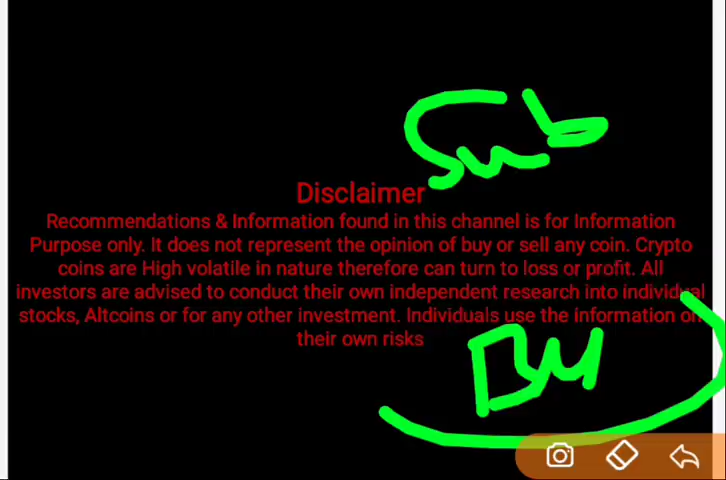 Sub
Disclaimer
Recommendations & Information found in this channel is for Information
Purpose only. It does not represent the opinion of buy or sell any coin. Crypto
coins are High volatile in nature therefore can turn to loss or profit. All
investors are advised to conduct their own independent research into individual
stocks, Altcoins or for any other investment. Individuals use the information on
their own risks